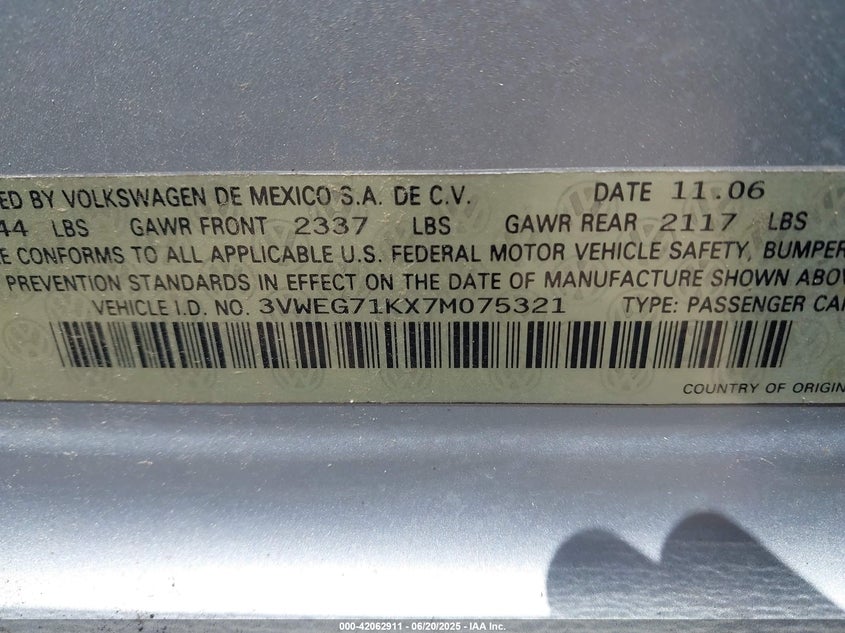 ED BY VOLKSWAGEN DE MEXICO S.A. DE C.V. DATE 11.06
44 LBS GAWR FRONT 2337 LBS GAWR REAR 2117 LBS
E CONFORMS TO ALL APPLICABLE U.S. FEDERAL MOTOR VEHICLE SAFETY, BUMPER
PREVENTION STANDARDS IN EFFECT ON THE DATE OF MANUFACTURE SHOWN ABOV
VEHICLE I.D. NO. 3VWEG71KX7M075321 TYPE: PASSENGER CAR
COUNTRY OF ORIGIN
000-42062911 - 06/20/2025 - IAA Inc.